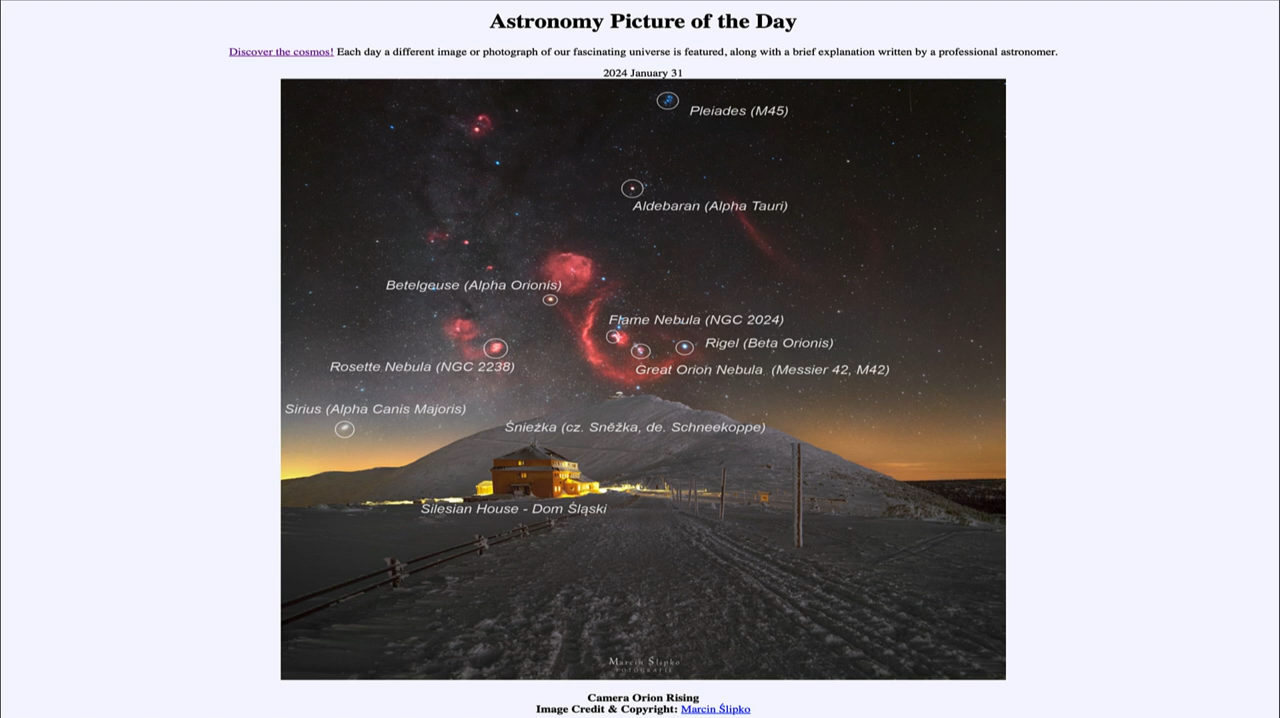 Astronomy Picture of the Day
Discover the cosmos! Each day a different image or photograph of our fascinating universe is featured, along with a brief explanation written by a professional astronomer.
2024 January 31
Pleiades (M45)
Aldebaran (Alpha Tauri)
Betelgeuse (Alpha Orionis)
Flame Nebula (NGC 2024)
Rigel (Beta Orionis)
Rosette Nebula (NGC 2238)
Great Orion Nebula (Messier 42, M42)
Sirius (Alpha Canis Majoris)
Śnieżka (cz. Sněžka, de. Schneekoppe)
Silesian House - Dom Śląski
Marcin Ślipko
FOTOGRAFIE
Camera Orion Rising
Image Credit & Copyright: Marcin Ślipko